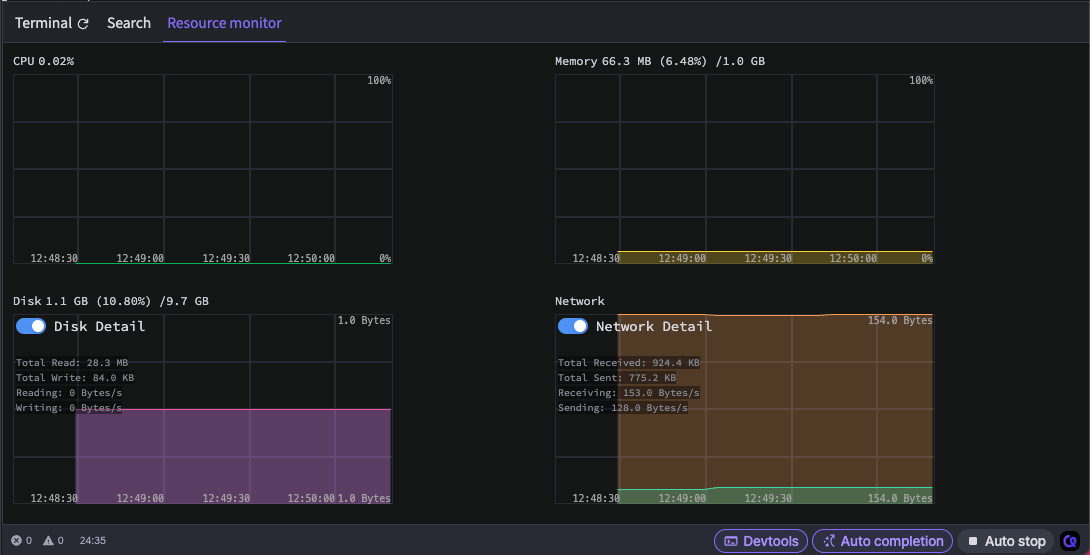 Terminal Search Resource monitor
CPU 0.02%
100%
12:48:30 12:49:00 12:49:30 12:50:00 0%
Memory 66.3 MB (6.48%) /1.0 GB
100%
12:48:30 12:49:00 12:49:30 12:50:00 0%
Disk 1.1 GB (10.80%) /9.7 GB
1.0 Bytes
Disk Detail
Total Read: 28.3 MB
Total Write: 84.0 KB
Reading: 0 Bytes/s
Writing: 0 Bytes/s
12:48:30 12:49:00 12:49:30 12:50:00 1.0 Bytes
Network
154.0 Bytes
Network Detail
Total Received: 924.4 KB
Total Sent: 775.2 KB
Receiving: 153.0 Bytes/s
Sending: 128.0 Bytes/s
12:48:30 12:49:00 12:49:30 154.0 Bytes
0 0 24:35 Devtools Auto completion Auto stop